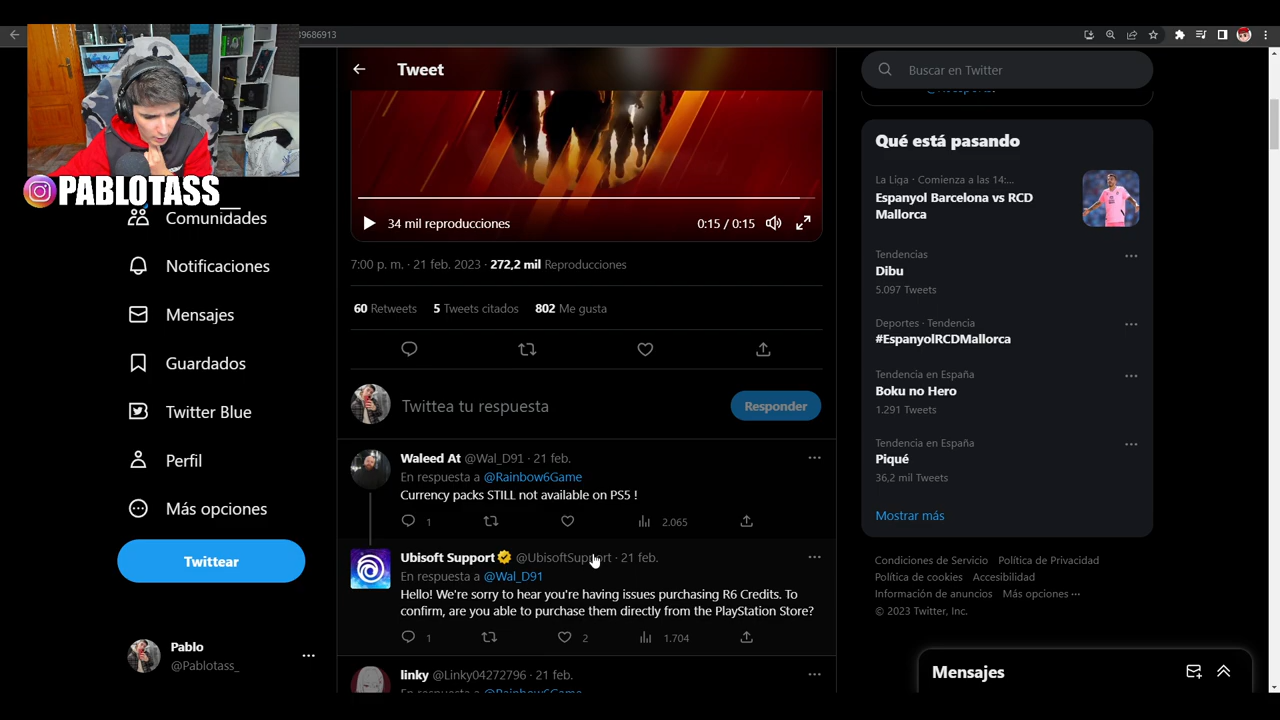 39686913
PABLOTASS_
Comunidades
Notificaciones
Mensajes
Guardados
Twitter Blue
Perfil
Más opciones
Twittear
Pablo
@Pablotass_
Tweet
34 mil reproducciones
0:15 / 0:15
7:00 p. m. · 21 feb. 2023 · 272,2 mil Reproducciones
60 Retweets 5 Tweets citados 802 Me gusta
Twittea tu respuesta
Responder
Waleed At @Wal_D91 · 21 feb.
En respuesta a @Rainbow6Game
Currency packs STILL not available on PS5 !
1 2.065
Ubisoft Support @UbisoftSupport · 21 feb.
En respuesta a @Wal_D91
Hello! We're sorry to hear you're having issues purchasing R6 Credits. To
confirm, are you able to purchase them directly from the PlayStation Store?
1 2 1.704
linky @Linky04272796 · 21 feb.
En respuesta a @Rainbow6Game
Buscar en Twitter
Qué está pasando
La Liga · Comienza a las 14:...
Espanyol Barcelona vs RCD
Mallorca
Tendencias
Dibu
5.097 Tweets
Deportes · Tendencia
#EspanyolRCDMallorca
Tendencia en España
Boku no Hero
1.291 Tweets
Tendencia en España
Piqué
36,2 mil Tweets
Mostrar más
Condiciones de Servicio Política de Privacidad
Política de cookies Accesibilidad
Información de anuncios Más opciones ···
© 2023 Twitter, Inc.
Mensajes